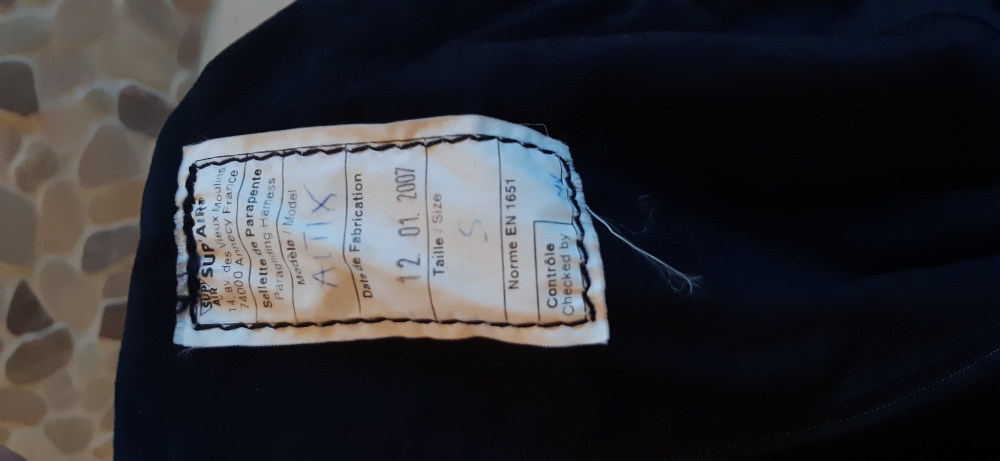 SUP' SUP'AIR®
AIR
14, av. des vieux Moulins
74000 Annecy France
Sellette de Parapente
Paragliding Harness
Modèle / Model
ALTIX
Date de Fabrication
12 01. 2007
Taille / Size
S
Norme EN 1651
Contrôle
Checked by